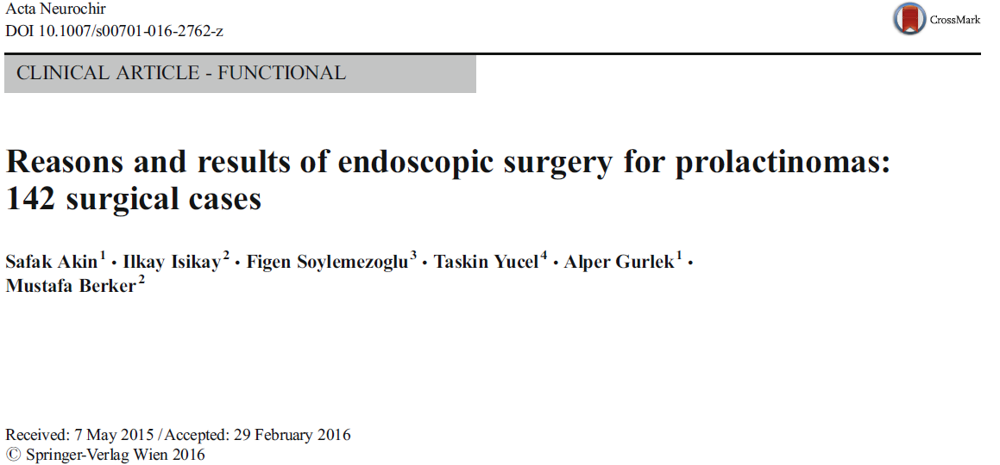 Acta Neurochir
DOI 10.1007/s00701-016-2762-z
CrossMark
CLINICAL ARTICLE - FUNCTIONAL
Reasons and results of endoscopic surgery for prolactinomas:
142 surgical cases
Safak Akin1 • Ilkay Isikay2 • Figen Soylemezoglu3 • Taskin Yucel4 • Alper Gurlek1 •
Mustafa Berker2
Received: 7 May 2015 / Accepted: 29 February 2016
© Springer-Verlag Wien 2016